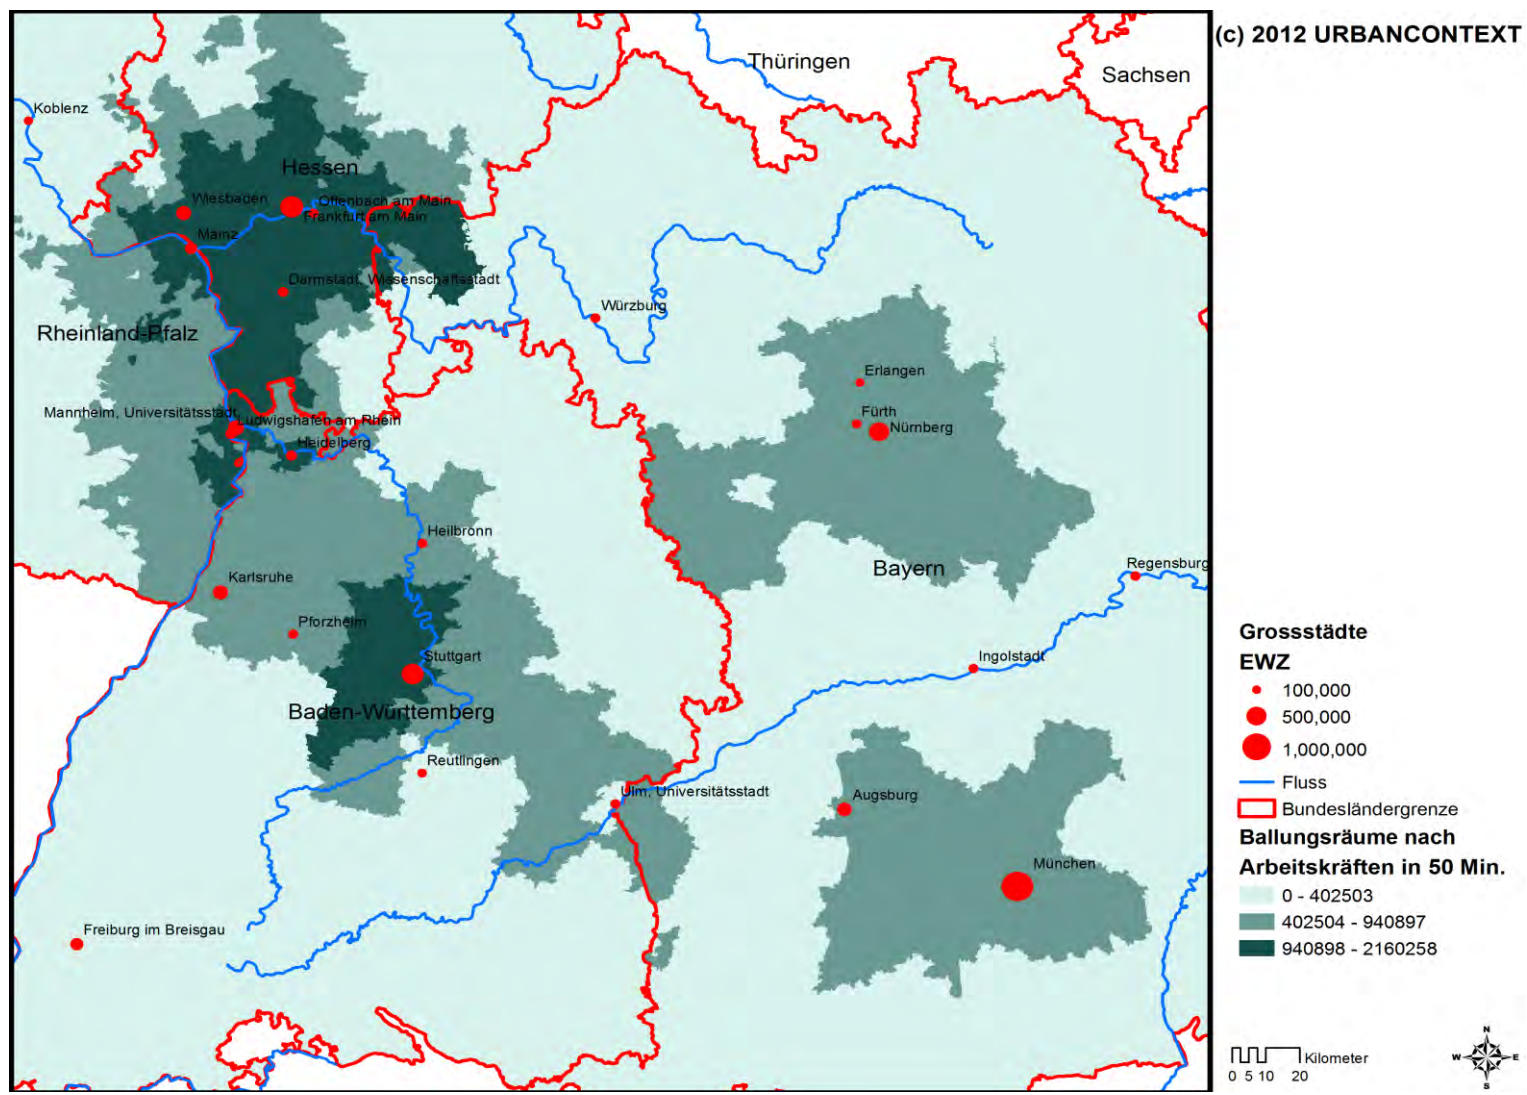 (c) 2012 URBANCONTEXT
Thüringen
Sachsen
Koblenz
Hessen
Wiesbaden
Offenbach am Main
Frankfurt am Main
Mainz
Darmstadt, Wissenschaftsstadt
Würzburg
Rheinland-Pfalz
Erlangen
Mannheim, Universitätsstadt
Ludwigshafen am Rhein
Fürth
Nürnberg
Heidelberg
Heilbronn
Bayern
Regensburg
Karlsruhe
Pforzheim
Stuttgart
Ingolstadt
Baden-Württemberg
Reutlingen
Ulm, Universitätsstadt
Augsburg
München
Freiburg im Breisgau
Grossstädte
EWZ
100,000
500,000
1,000,000
Fluss
Bundesländergrenze
Ballungsräume nach
Arbeitskräften in 50 Min.
0 - 402503
402504 - 940897
940898 - 2160258
Kilometer
0 5 10 20
N
W E
S